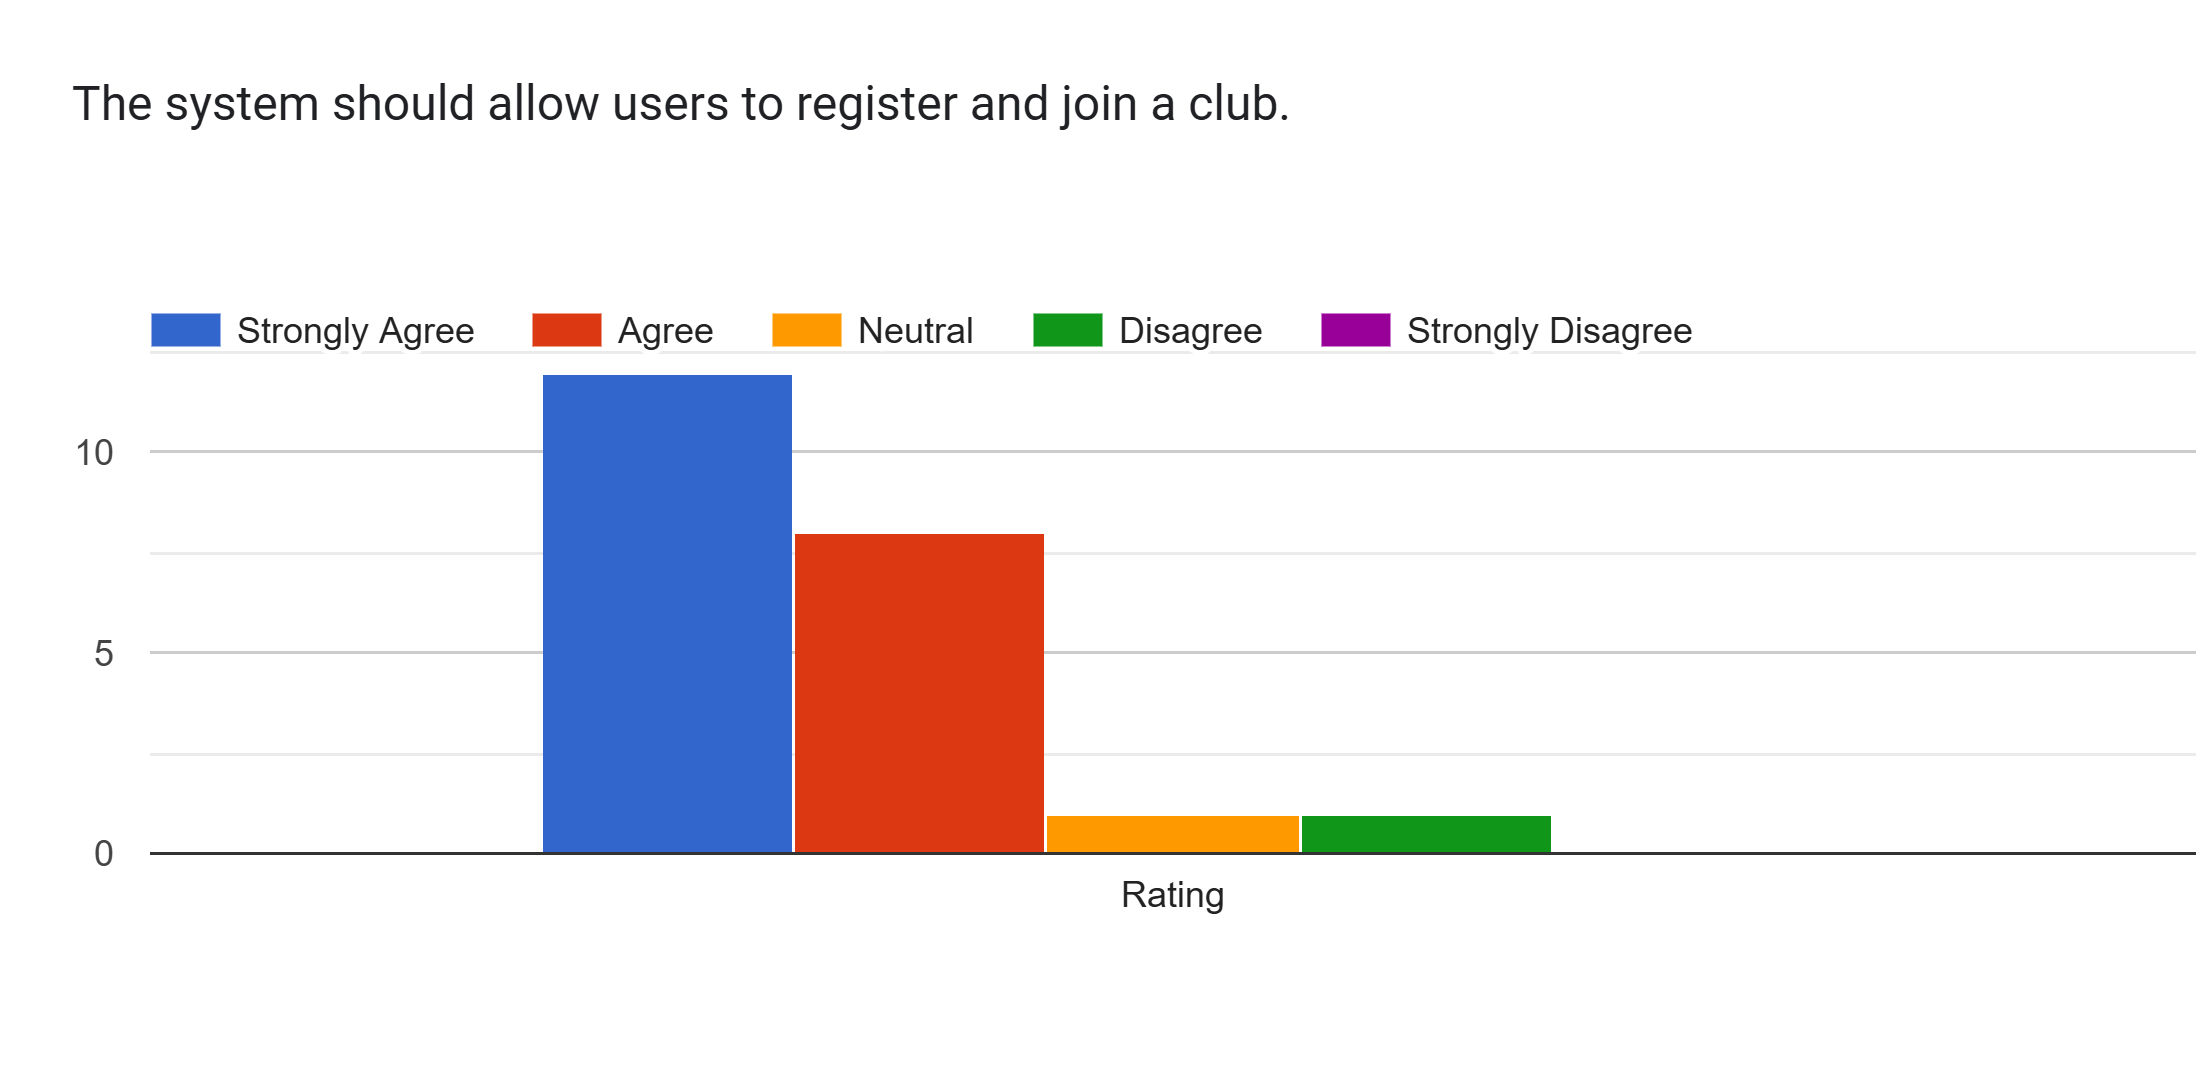 The system should allow users to register and join a club.
Strongly Agree Agree Neutral Disagree Strongly Disagree
10
5
0
Rating